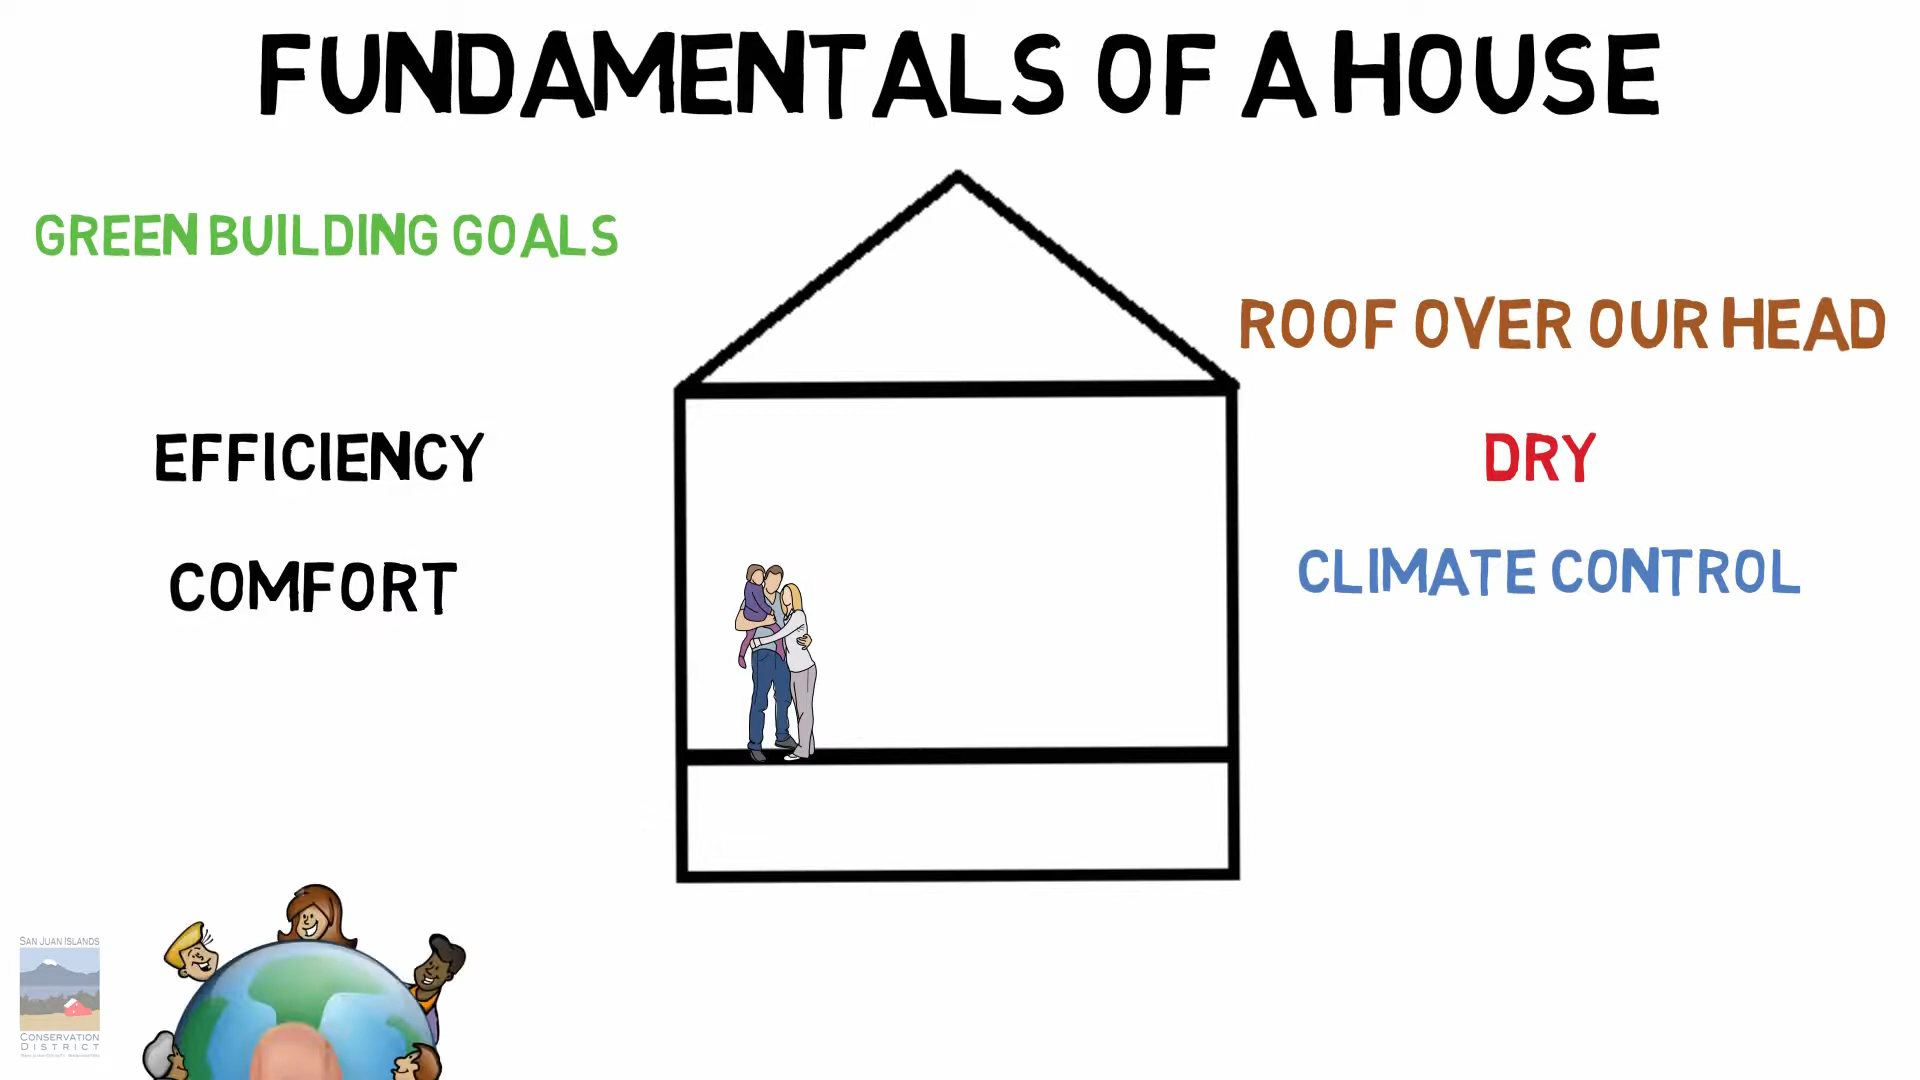 FUNDAMENTALS OF A HOUSE
GREEN BUILDING GOALS
ROOF OVER OUR HEAD
EFFICIENCY
DRY
COMFORT
CLIMATE CONTROL
SAN JUAN ISLANDS
CONSERVATION
DISTRICT